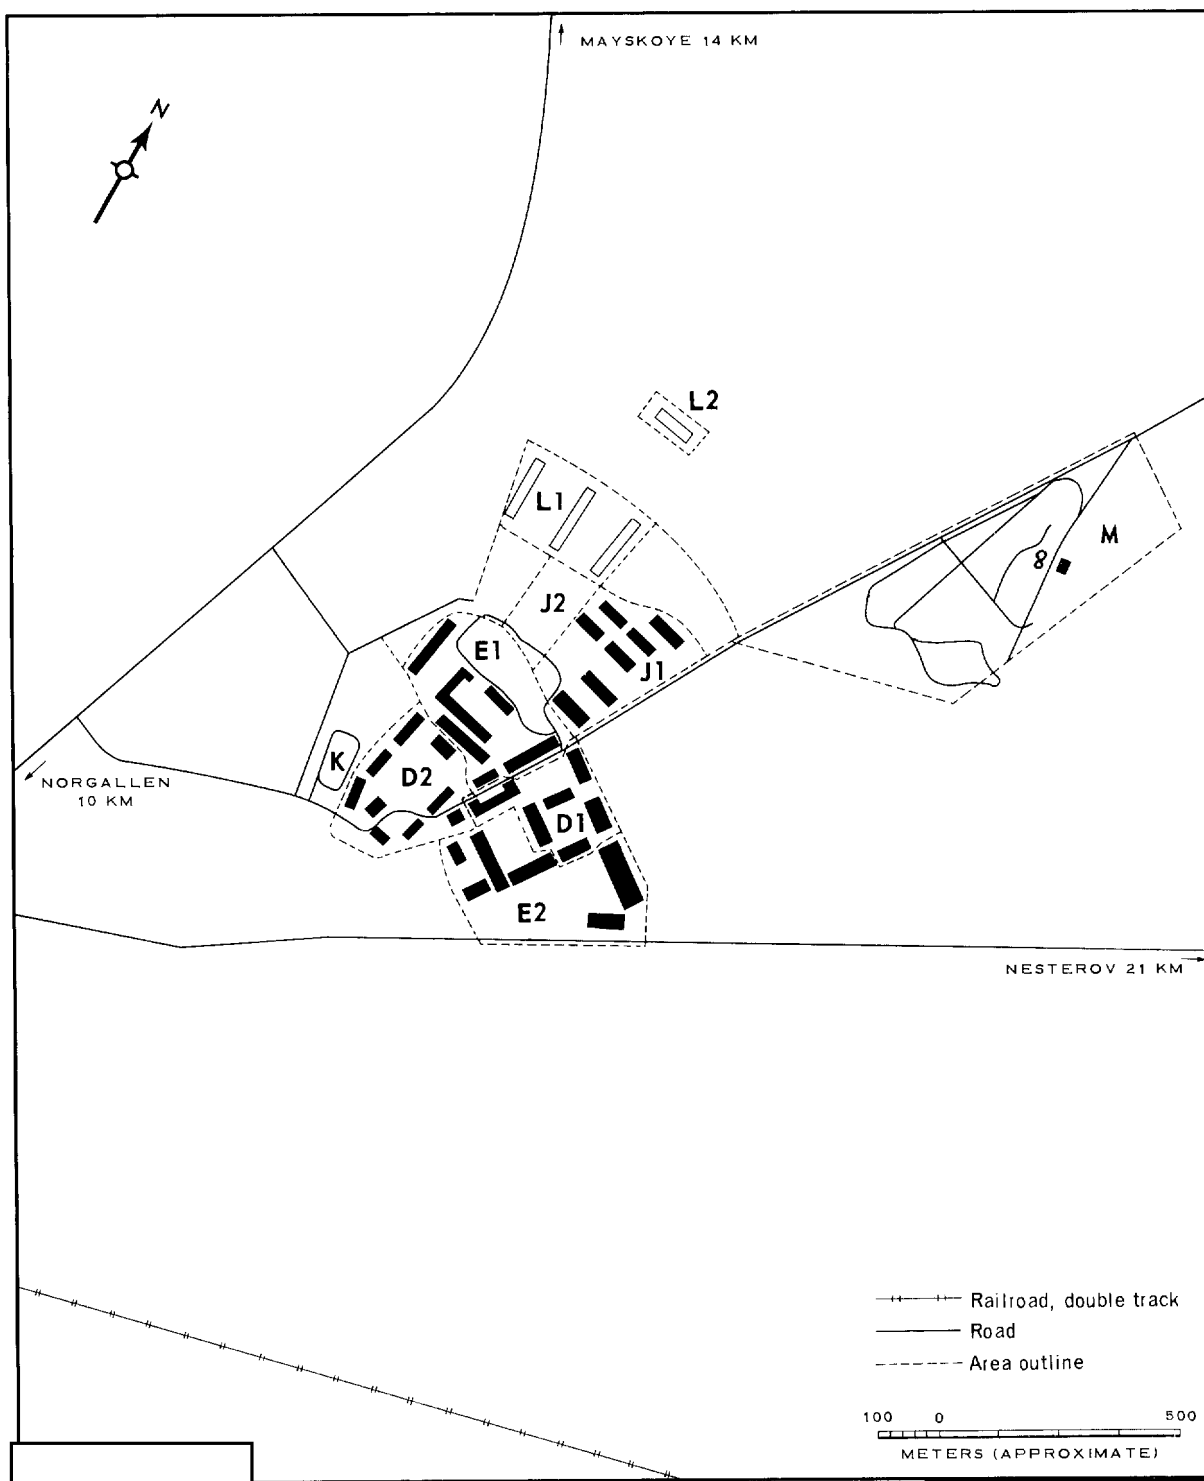 MAYSKOYE 14 KM
N
L2
L1
M
8
J2
E1
J1
K
NORGALLEN
10 KM
D2
D1
E2
NESTEROV 21 KM
Railroad, double track
Road
Area outline
100 0 500
METERS (APPROXIMATE)